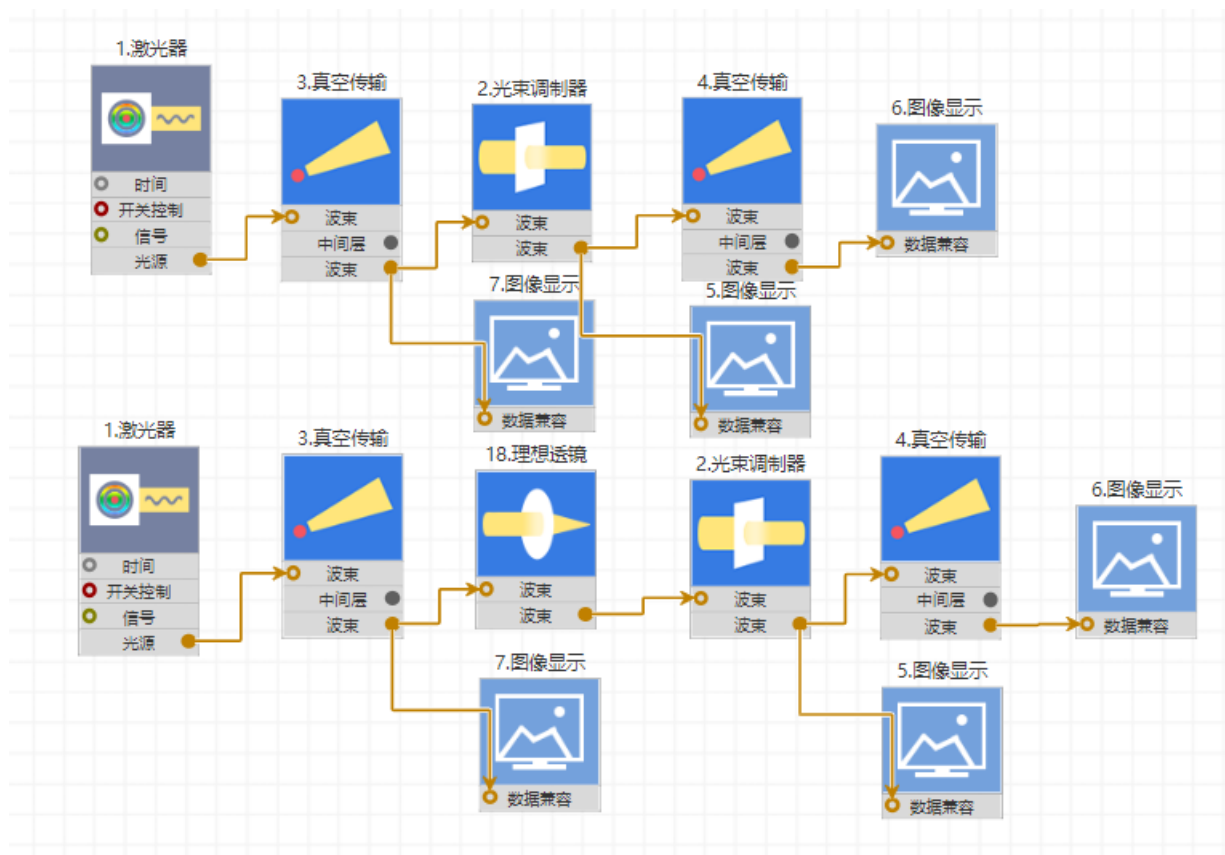 1.激光器
时间
开关控制
信号
光源
3.真空传输
波束
中间层
波束
2.光束调制器
波束
波束
4.真空传输
波束
中间层
波束
6.图像显示
数据兼容
7.图像显示
数据兼容
5.图像显示
数据兼容
1.激光器
时间
开关控制
信号
光源
3.真空传输
波束
中间层
波束
18.理想透镜
波束
波束
2.光束调制器
波束
波束
4.真空传输
波束
中间层
波束
6.图像显示
数据兼容
7.图像显示
数据兼容
5.图像显示
数据兼容